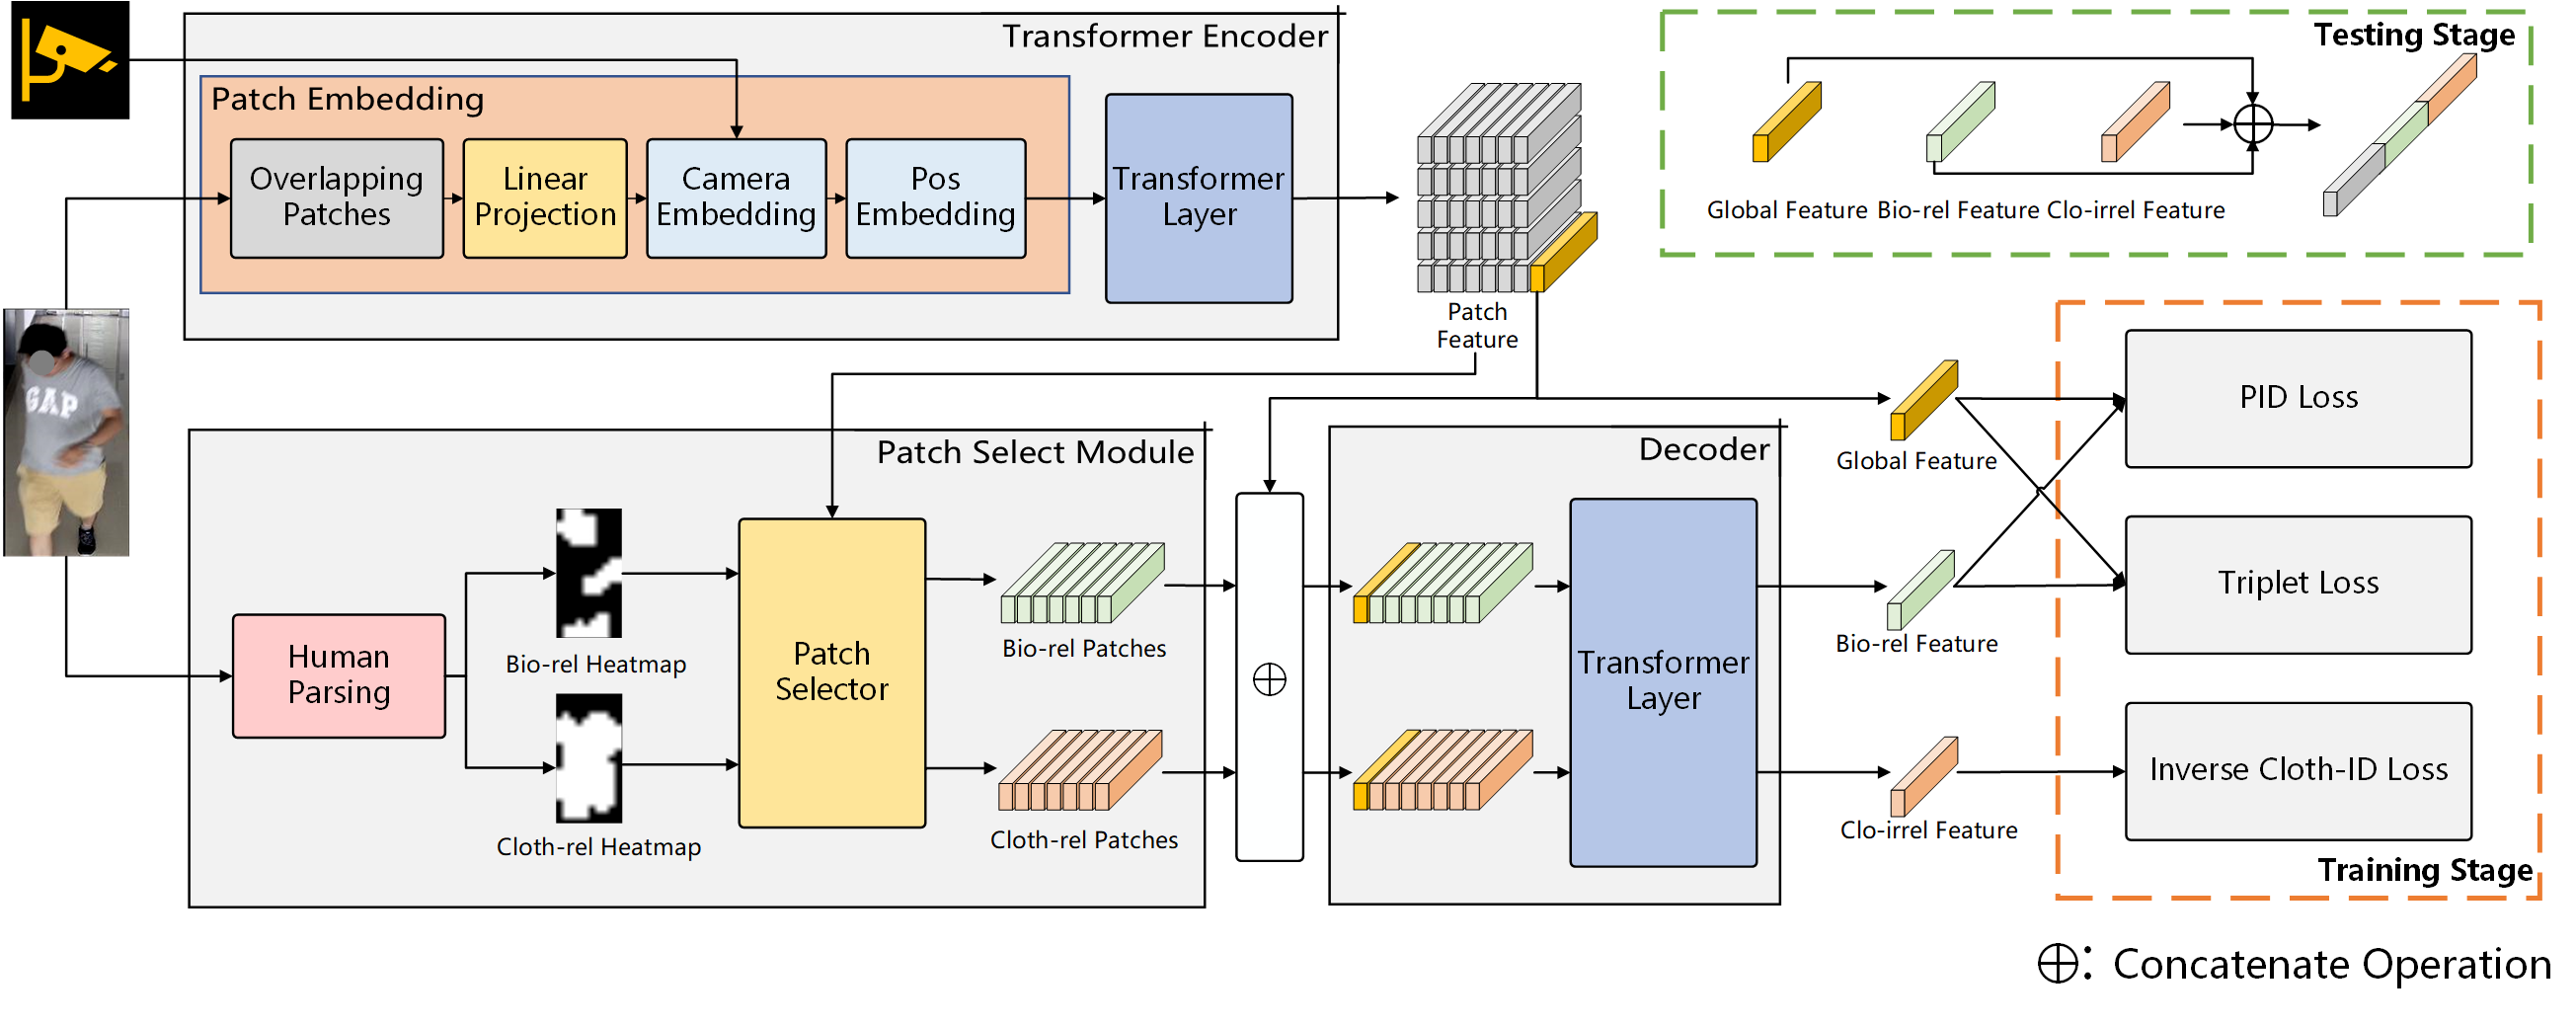 Transformer Encoder
Patch Embedding
Overlapping
Patches
Linear
Projection
Camera
Embedding
Pos
Embedding
Transformer
Layer
Patch
Feature
Testing Stage
Global Feature
Bio-rel Feature
Clo-irrel Feature
GAP
Patch Select Module
Human
Parsing
Bio-rel Heatmap
Cloth-rel Heatmap
Patch
Selector
Bio-rel Patches
Cloth-rel Patches
Decoder
Transformer
Layer
Global Feature
Bio-rel Feature
Clo-irrel Feature
PID Loss
Triplet Loss
Inverse Cloth-ID Loss
Training Stage
⊕: Concatenate Operation